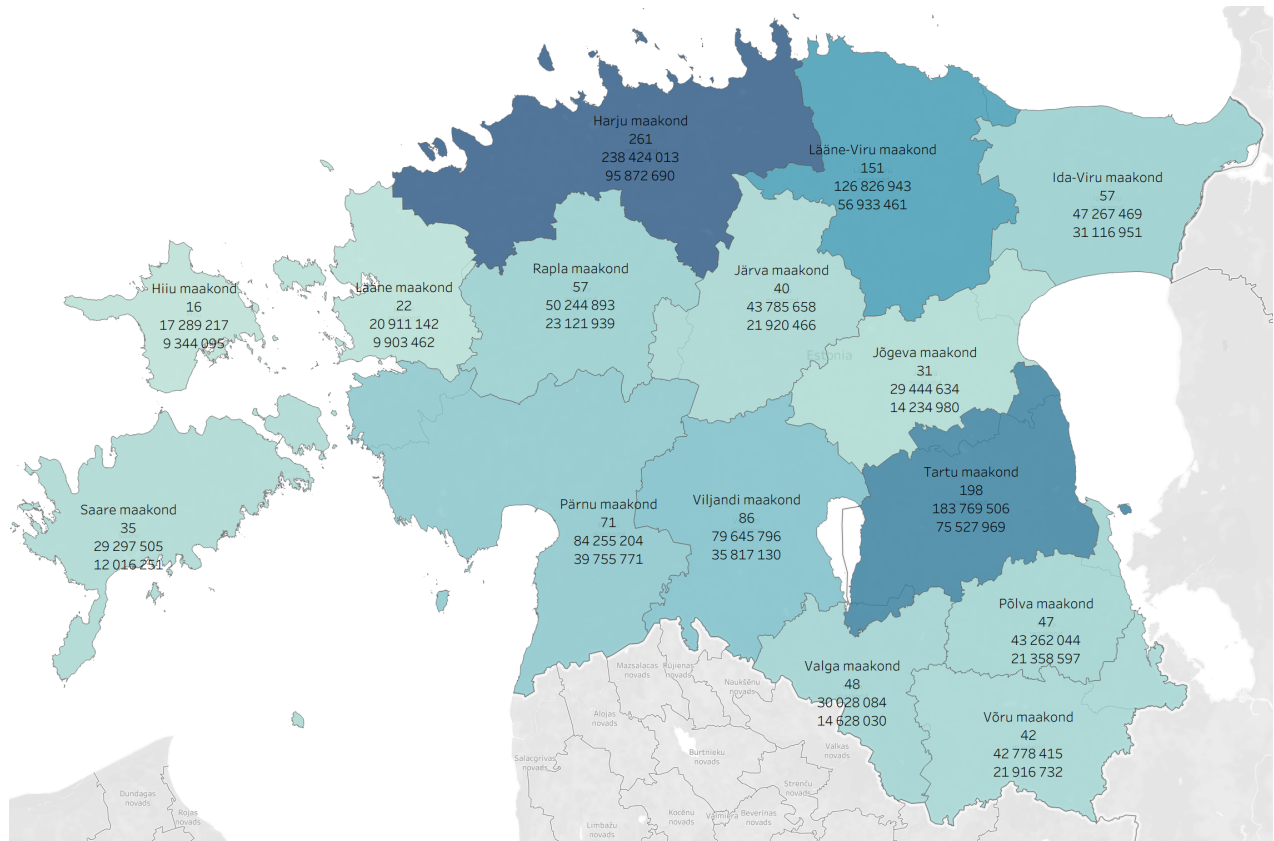 Harju maakond
261
238 424 013
95 872 690
Lääne-Viru maakond
151
126 826 943
56 933 461
Ida-Viru maakond
57
47 267 469
31 116 951
Hiiu maakond
16
17 289 217
9 344 095
Lääne maakond
22
20 911 142
9 903 462
Rapla maakond
57
50 244 893
23 121 939
Järva maakond
40
43 785 658
21 920 466
Estonia
Jõgeva maakond
31
29 444 634
14 234 980
Saare maakond
35
29 297 505
12 016 251
Pärnu maakond
71
84 255 204
39 755 771
Viljandi maakond
86
79 645 796
35 817 130
Tartu maakond
198
183 769 506
75 527 969
Põlva maakond
47
43 262 044
21 358 597
Valga maakond
48
30 028 084
14 628 030
Võru maakond
42
42 778 415
21 916 732
Mazsalacas
novads
Rūjienas
novads
Naukšēnu
novads
Alojas
novads
Salacgrīvas
novads
Burtnieku
novads
Valkas
novads
Strenču
novads
Dundagas
novads
Rojas
novads
Limbažu
novads
Kocēnu
novads
Valmiera
Beverīnas
novads